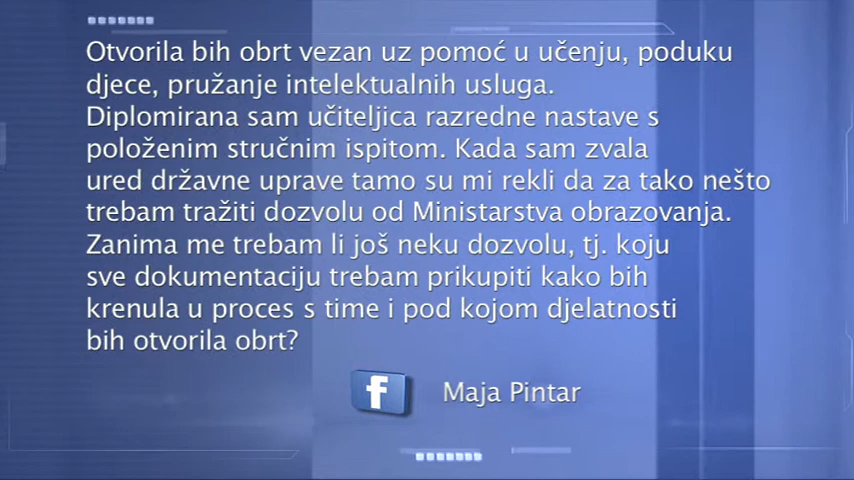 Otvorila bih obrt vezan uz pomoć u učenju, poduku
djece, pružanje intelektualnih usluga.
Diplomirana sam učiteljica razredne nastave s
položenim stručnim ispitom. Kada sam zvala
ured državne uprave tamo su mi rekli da za tako nešto
trebam tražiti dozvolu od Ministarstva obrazovanja.
Zanima me trebam li još neku dozvolu, tj. koju
sve dokumentaciju trebam prikupiti kako bih
krenula u proces s time i pod kojom djelatnosti
bih otvorila obrt?
f Maja Pintar